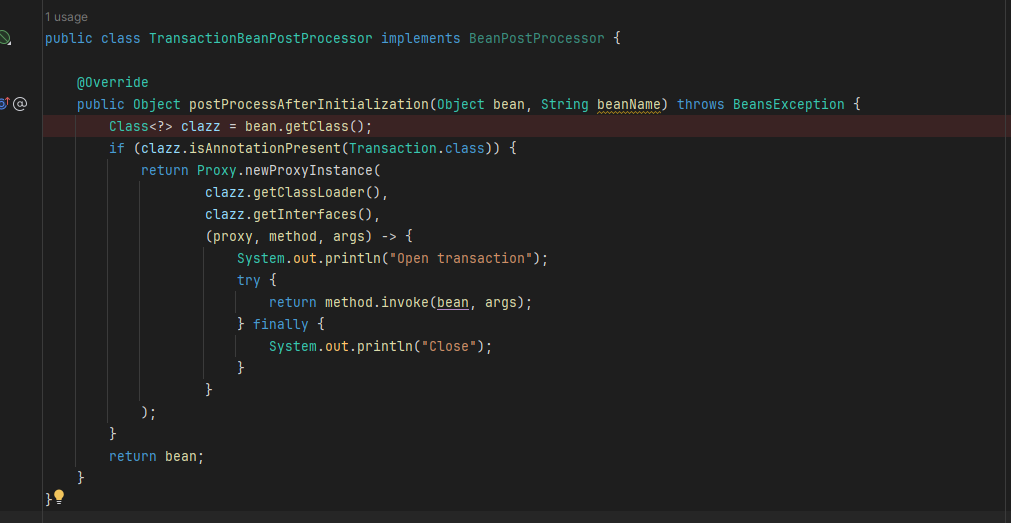 1 usage
public class TransactionBeanPostProcessor implements BeanPostProcessor {
@Override
public Object postProcessAfterInitialization(Object bean, String beanName) throws BeansException {
Class<?> clazz = bean.getClass();
if (clazz.isAnnotationPresent(Transaction.class)) {
return Proxy.newProxyInstance(
clazz.getClassLoader(),
clazz.getInterfaces(),
(proxy, method, args) -> {
System.out.println("Open transaction");
try {
return method.invoke(bean, args);
} finally {
System.out.println("Close");
}
}
);
}
return bean;
}
}